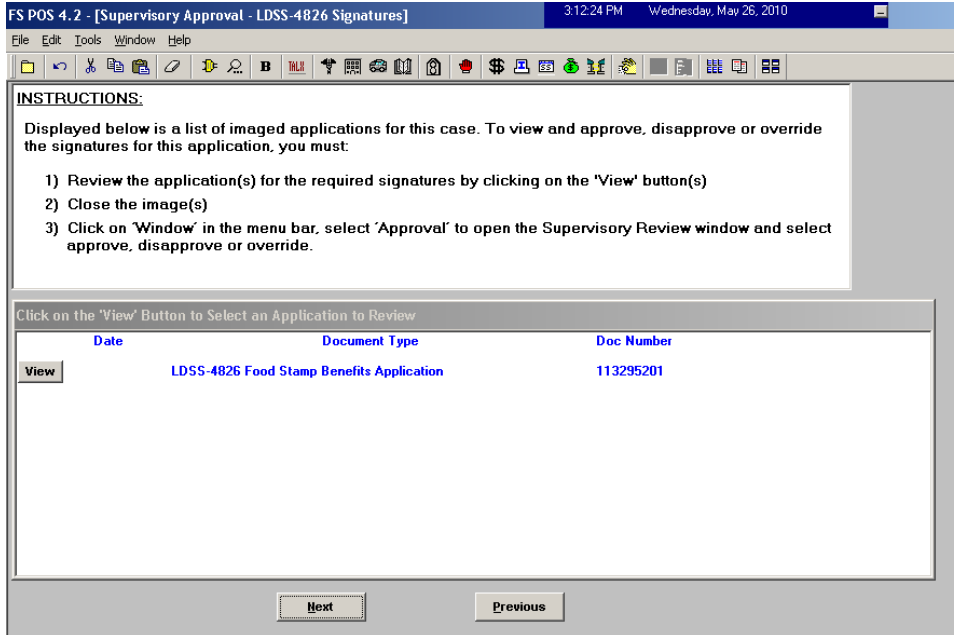 FS POS 4.2 - [Supervisory Approval - LDSS-4826 Signatures] 3:12:24 PM Wednesday, May 26, 2010
File Edit Tools Window Help
B TALX
INSTRUCTIONS:
Displayed below is a list of imaged applications for this case. To view and approve, disapprove or override
the signatures for this application, you must:
1) Review the application(s) for the required signatures by clicking on the 'View' button(s)
2) Close the image(s)
3) Click on ‘Window’ in the menu bar, select ‘Approval’ to open the Supervisory Review window and select
approve, disapprove or override.
Click on the 'View' Button to Select an Application to Review
Date Document Type Doc Number
View LDSS-4826 Food Stamp Benefits Application 113295201
Next Previous